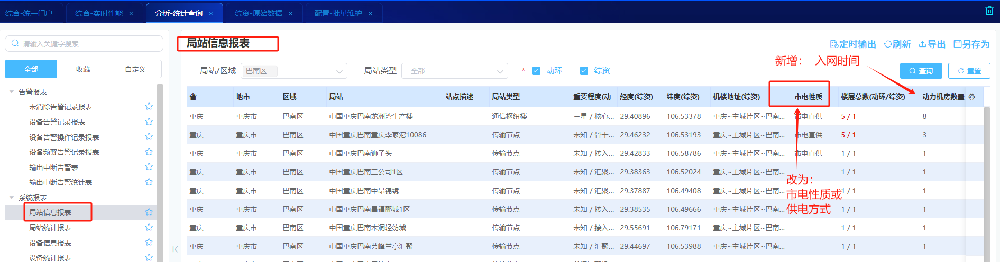 综合-统一门户 综合-实时性能 × 分析-统计查询 × 综资-原始数据 × 配置-批量维护 ×
请输入关键字搜索
全部 收藏 自定义
告警报表
未消除告警记录报表
设备告警记录报表
设备告警操作记录报表
设备频繁告警记录报表
输出中断告警表
输出中断告警统计表
系统报表
局站信息报表
局站统计报表
设备信息报表
设备统计报表
局站信息报表
定时输出 刷新 导出 另存为
新增： 入网时间
局站/区域 巴南区 局站类型 全部 * 动环 综资 查询 重置
省 地市 区域 局站 站点描述 局站类型 重要程度(动 经度(综资) 纬度(综资) 机楼地址(综资) 市电性质 楼层总数(动环/综资) 动力机房数量
重庆 重庆市 巴南区 中国重庆巴南龙洲湾生产楼 通信枢纽楼 三星 / 核心... 29.40896 106.53378 重庆~主城片区~巴南... 市电直供 5 / 1 8
重庆 重庆市 巴南区 中国重庆巴南重庆李家沱10086 传输节点 未知 / 骨干... 29.46232 106.53193 重庆~主城片区~巴南... 市电直供 5 / 1 3
重庆 重庆市 巴南区 中国重庆巴南狮子头 传输节点 未知 / 接入... 29.42833 106.58786 重庆~主城片区~巴南... 市电直供 1 / 1 1
重庆 重庆市 巴南区 中国重庆巴南三公司1区 传输节点 未知 / 汇聚... 29.38363 106.52024 重庆~主城片区~巴南... 1 / 1 1
重庆 重庆市 巴南区 中国重庆巴南中昂锦绣 传输节点 未知 / 汇聚... 29.37887 106.49408 重庆~主城片区~巴南... 1 / 1 1
重庆 重庆市 巴南区 中国重庆巴南昌福郦城1区 传输节点 未知 / 接入... 29.38535 106.49666 重庆~主城片区~巴南... 1 / 1 1
重庆 重庆市 巴南区 中国重庆巴南木洞轻纺城 传输节点 未知 / 接入... 29.55691 106.79171 重庆~主城片区~巴南... 1 / 1 1
重庆 重庆市 巴南区 中国重庆巴南芸峰兰亭汇聚 传输节点 未知 / 汇聚... 29.44697 106.53988 重庆~主城片区~巴南... 1 / 1 1
改为：
市电性质或
供电方式